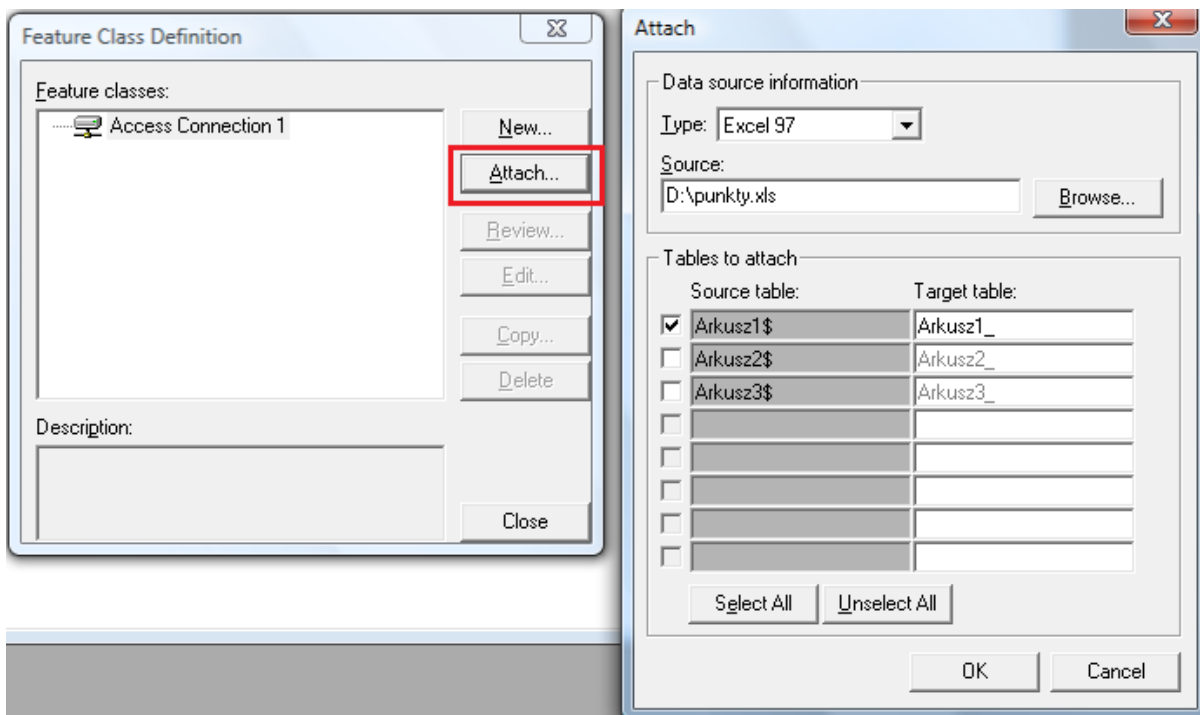 Feature Class Definition
Feature classes:
Access Connection 1
New...
Attach...
Review...
Edit...
Copy...
Delete
Description:
Close
Attach
Data source information
Type: Excel 97
Source:
D:\punkty.xls
Browse...
Tables to attach
Source table: Target table:
Arkusz1$ Arkusz1_
Arkusz2$ Arkusz2_
Arkusz3$ Arkusz3_
Select All Unselect All
OK Cancel